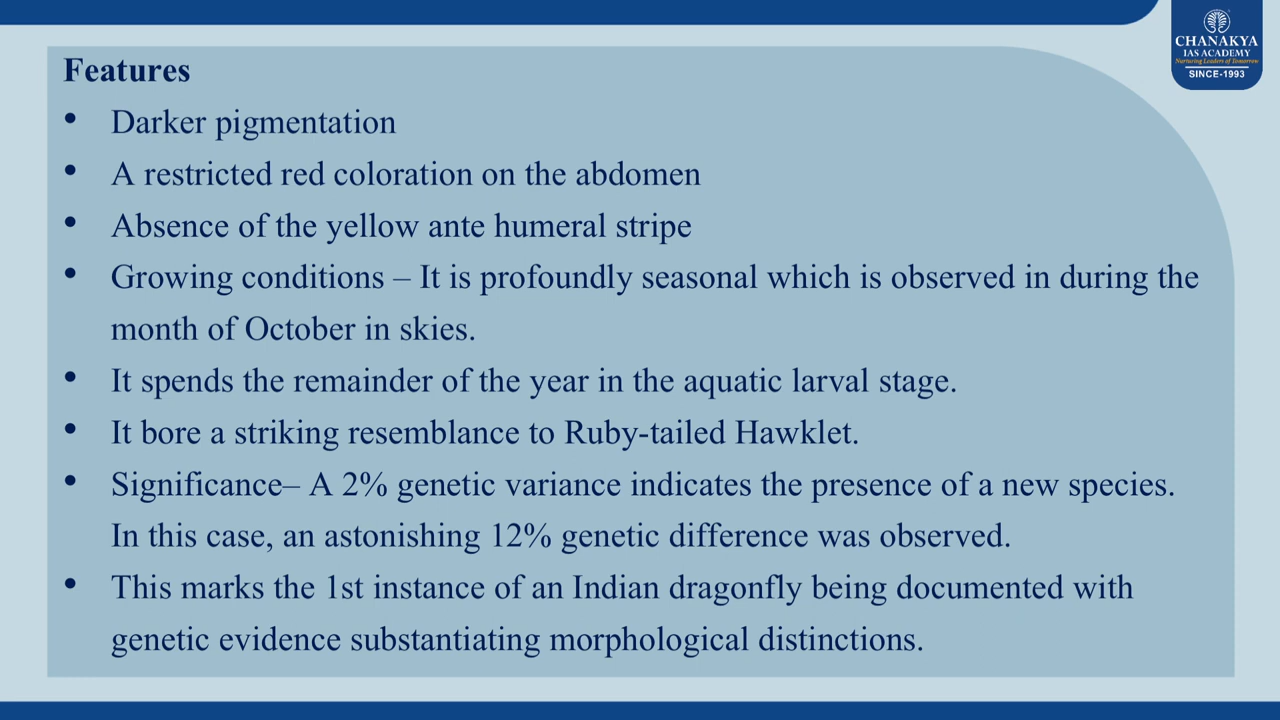 CHANAKYA
IAS ACADEMY
Nurturing Leaders of Tomorrow
SINCE-1993
Features
• Darker pigmentation
• A restricted red coloration on the abdomen
• Absence of the yellow ante humeral stripe
• Growing conditions – It is profoundly seasonal which is observed in during the
month of October in skies.
• It spends the remainder of the year in the aquatic larval stage.
• It bore a striking resemblance to Ruby-tailed Hawklet.
• Significance– A 2% genetic variance indicates the presence of a new species.
In this case, an astonishing 12% genetic difference was observed.
• This marks the 1st instance of an Indian dragonfly being documented with
genetic evidence substantiating morphological distinctions.